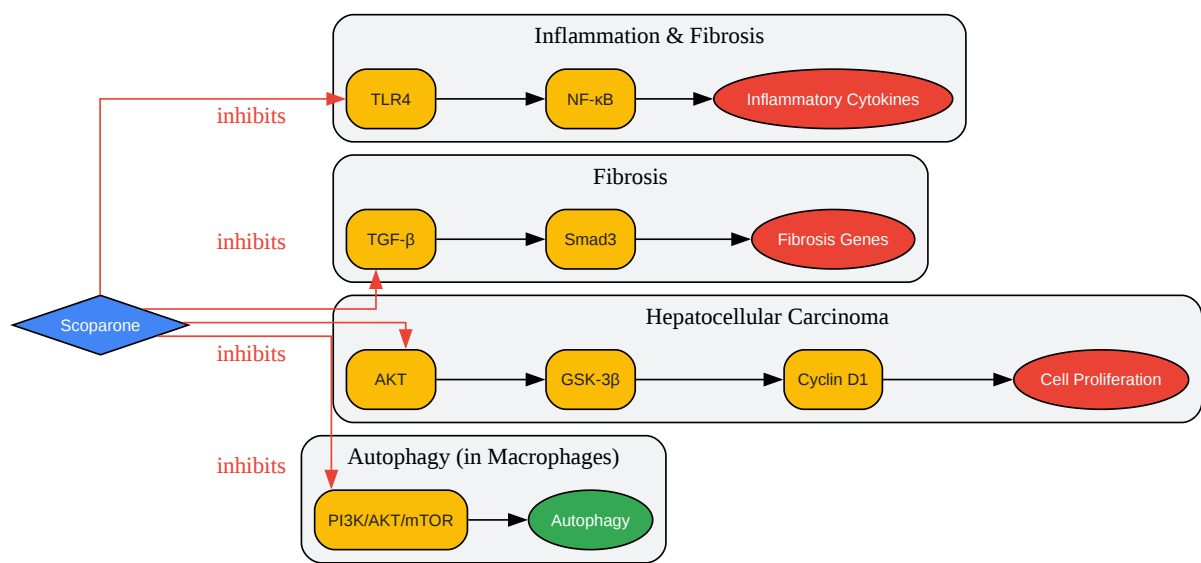 Inflammation & Fibrosis
inhibits
TLR4
NF-κB
Inflammatory Cytokines
Fibrosis
inhibits
TGF-β
Smad3
Fibrosis Genes
Scoparone
Hepatocellular Carcinoma
inhibits
AKT
GSK-3β
Cyclin D1
Cell Proliferation
Autophagy (in Macrophages)
inhibits
PI3K/AKT/mTOR
Autophagy